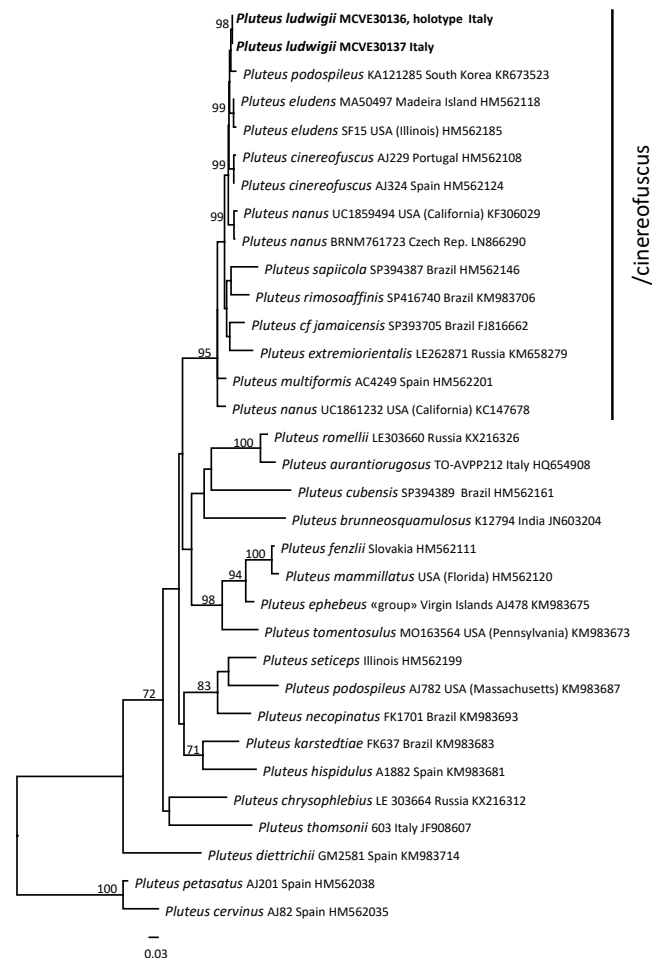 98
Pluteus ludwigii MCVE30136, holotype Italy
Pluteus ludwigii MCVE30137 Italy
Pluteus podospileus KA121285 South Korea KR673523
Pluteus eludens MA50497 Madeira Island HM562118
99
Pluteus eludens SF15 USA (Illinois) HM562185
Pluteus cinereofuscus AJ229 Portugal HM562108
99
Pluteus cinereofuscus AJ324 Spain HM562124
Pluteus nanus UC1859494 USA (California) KF306029
99
Pluteus nanus BRNM761723 Czech Rep. LN866290
/cinereofuscus
Pluteus sapiicola SP394387 Brazil HM562146
Pluteus rimosoaffinis SP416740 Brazil KM983706
Pluteus cf jamaicensis SP393705 Brazil FJ816662
Pluteus extremiorientalis LE262871 Russia KM658279
95
Pluteus multiformis AC4249 Spain HM562201
Pluteus nanus UC1861232 USA (California) KC147678
Pluteus romellii LE303660 Russia KX216326
100
Pluteus aurantiorugosus TO-AVPP212 Italy HQ654908
Pluteus cubensis SP394389 Brazil HM562161
Pluteus brunneosquamulosus K12794 India JN603204
Pluteus fenzlii Slovakia HM562111
100
Pluteus mammillatus USA (Florida) HM562120
94
Pluteus ephebeus «group» Virgin Islands AJ478 KM983675
98
Pluteus tomentosulus MO163564 USA (Pennsylvania) KM983673
Pluteus seticeps Illinois HM562199
83
Pluteus podospileus AJ782 USA (Massachusetts) KM983687
72
Pluteus necopinatus FK1701 Brazil KM983693
Pluteus karstedtiae FK637 Brazil KM983683
71
Pluteus hispidulus A1882 Spain KM983681
Pluteus chrysophlebius LE 303664 Russia KX216312
Pluteus thomsonii 603 Italy JF908607
Pluteus diettrichii GM2581 Spain KM983714
Pluteus petasatus AJ201 Spain HM562038
100
Pluteus cervinus AJ82 Spain HM562035
0.03